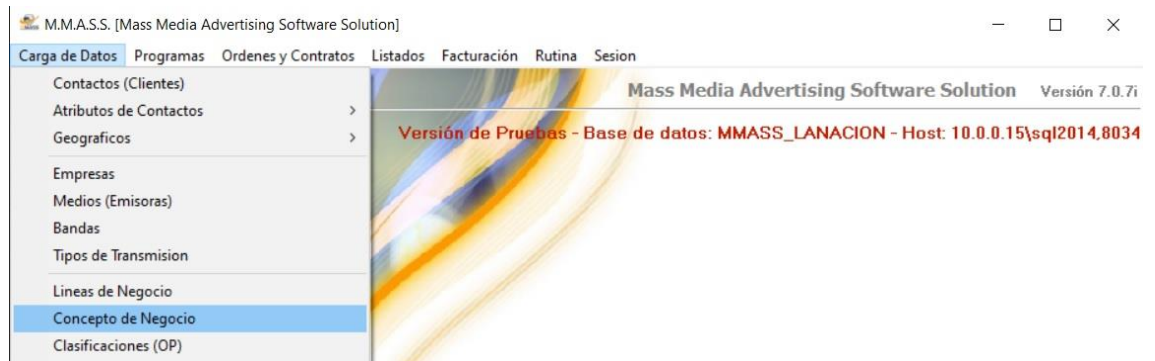 M.M.A.S.S. [Mass Media Advertising Software Solution]
Carga de Datos Programas Ordenes y Contratos Listados Facturación Rutina Sesion
Mass Media Advertising Software Solution Versión 7.0.7i
Versión de Pruebas - Base de datos: MMASS_LANACION - Host: 10.0.0.15\sql2014,8034
Contactos (Clientes)
Atributos de Contactos
Geograficos
Empresas
Medios (Emisoras)
Bandas
Tipos de Transmision
Lineas de Negocio
Concepto de Negocio
Clasificaciones (OP)